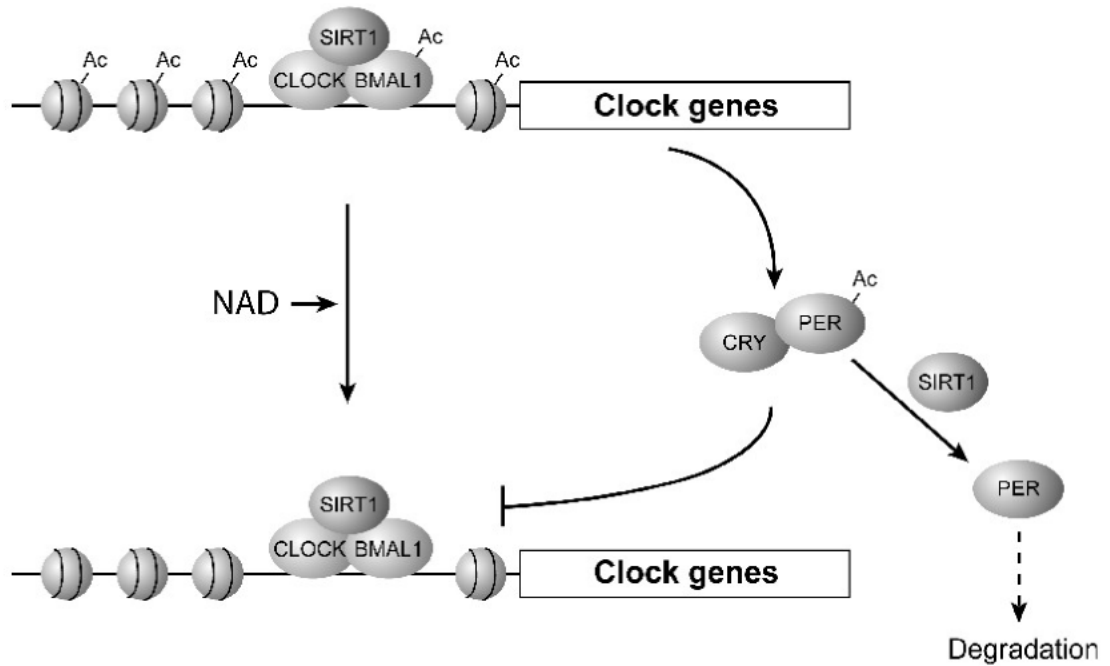 SIRT1
Ac
Ac
Ac
Ac
Ac
CLOCK BMAL1
Clock genes
NAD
Ac
CRY
PER
SIRT1
PER
SIRT1
CLOCK BMAL1
Clock genes
Degradation